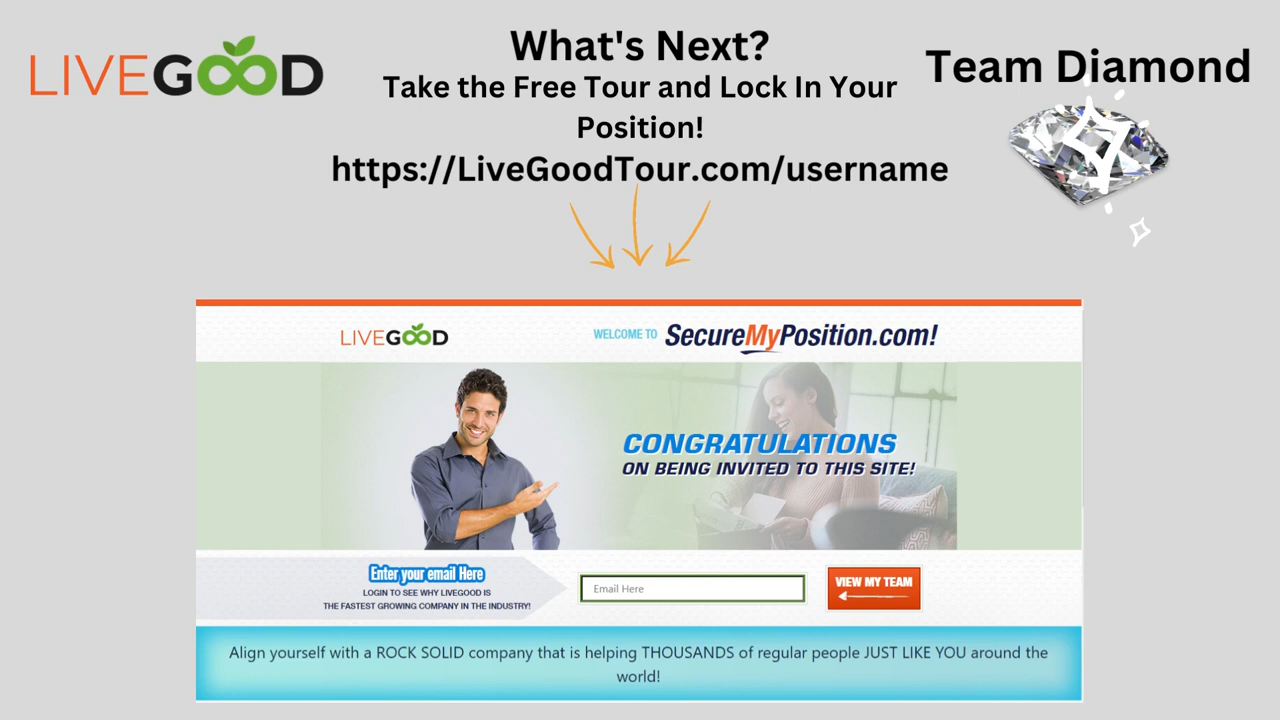 LIVEGOOD
What's Next?
Take the Free Tour and Lock In Your
Position!
https://LiveGoodTour.com/username
Team Diamond
LIVEGOOD
WELCOME TO SecureMyPosition.com!
CONGRATULATIONS
ON BEING INVITED TO THIS SITE!
Enter your email Here
LOGIN TO SEE WHY LIVEGOOD IS
THE FASTEST GROWING COMPANY IN THE INDUSTRY!
Email Here
VIEW MY TEAM
Align yourself with a ROCK SOLID company that is helping THOUSANDS of regular people JUST LIKE YOU around the
world!